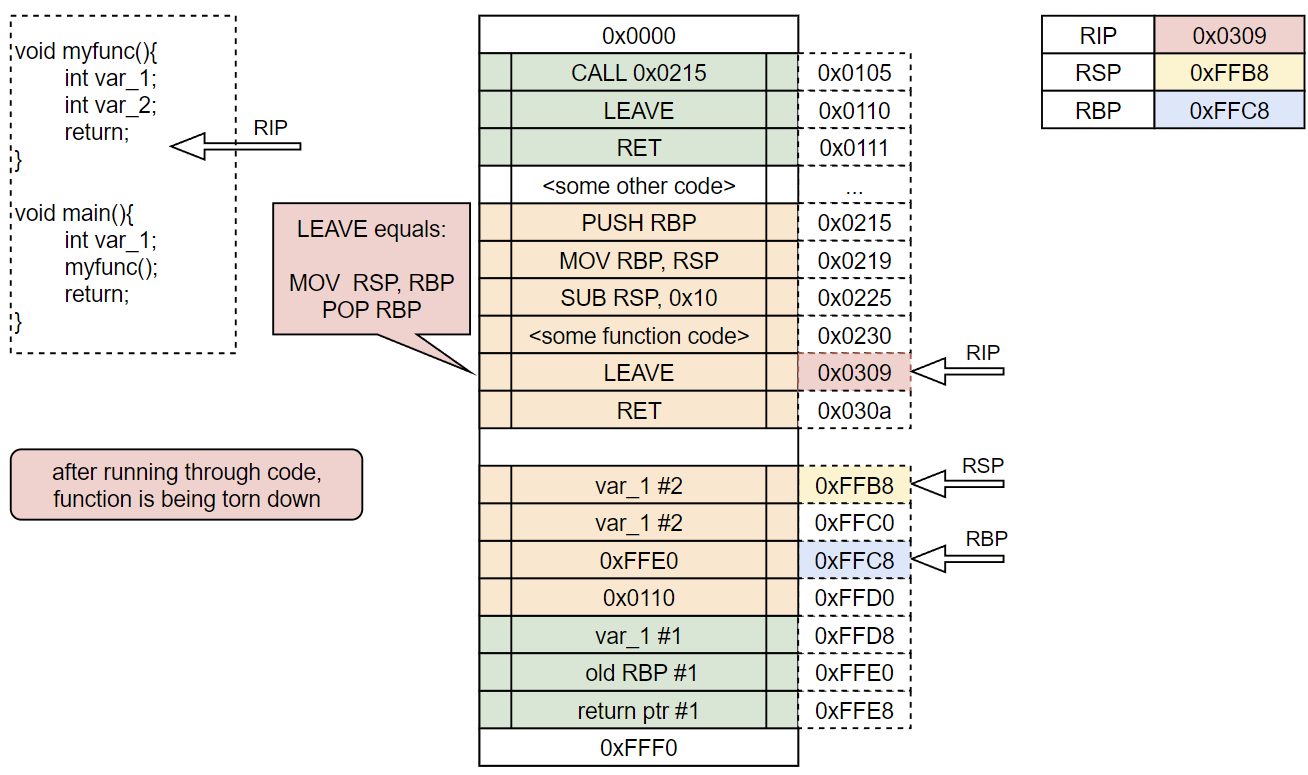 void myfunc(){
int var_1;
int var_2;
return;
}
void main(){
int var_1;
myfunc();
return;
}
RIP
LEAVE equals:
MOV  RSP, RBP
POP RBP
after running through code,
function is being torn down
0x0000
CALL 0x0215 0x0105
LEAVE 0x0110
RET 0x0111
<some other code> ...
PUSH RBP 0x0215
MOV RBP, RSP 0x0219
SUB RSP, 0x10 0x0225
<some function code> 0x0230
LEAVE 0x0309 RIP
RET 0x030a
var_1 #2 0xFFB8 RSP
var_1 #2 0xFFC0
0xFFE0 0xFFC8 RBP
0x0110 0xFFD0
var_1 #1 0xFFD8
old RBP #1 0xFFE0
return ptr #1 0xFFE8
0xFFF0
RIP 0x0309
RSP 0xFFB8
RBP 0xFFC8